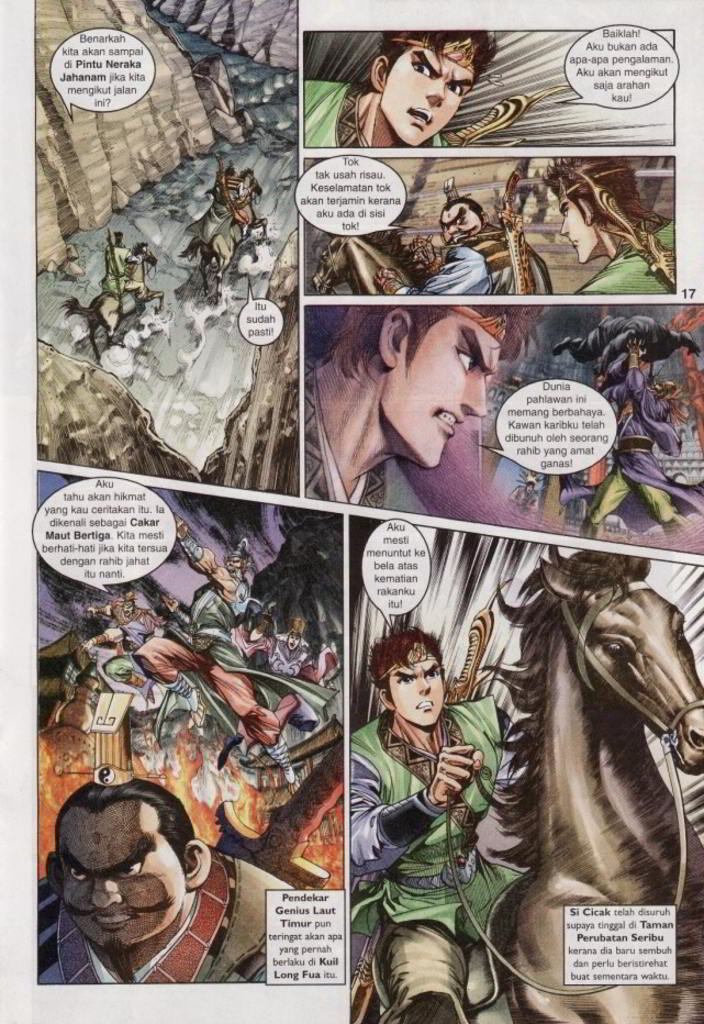 Benarkah
kita akan sampai
di Pintu Neraka
Jahanam jika kita
mengikut jalan
ini?
Itu
sudah
pasti!
Baiklah!
Aku bukan ada
apa-apa pengalaman.
Aku akan mengikut
saja arahan
kau!
Tok
tak usah risau.
Keselamatan tok
akan terjamin kerana
aku ada di sisi
tok!
17
Dunia
pahlawan ini
memang berbahaya.
Kawan karibku telah
dibunuh oleh seorang
rahib yang amat
ganas!
Aku
tahu akan hikmat
yang kau ceritakan itu. Ia
dikenali sebagai Cakar
Maut Bertiga. Kita mesti
berhati-hati jika kita tersua
dengan rahib jahat
itu nanti.
Pendekar
Genius Laut
Timur pun
teringat akan apa
yang pernah
berlaku di Kuil
Long Fua itu.
Aku
mesti
menuntut ke
bela atas
kematian
rakanku
itu!
Si Cicak telah disuruh
supaya tinggal di Taman
Perubatan Seribu
kerana dia baru sembuh
dan perlu beristirehat
buat sementara waktu.